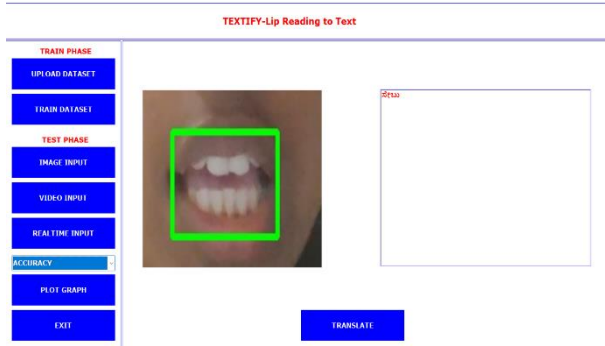 TEXTIFY-Lip Reading to Text
TRAIN PHASE
UPLOAD DATASET
TRAIN DATASET
TEST PHASE
IMAGE INPUT
VIDEO INPUT
REALTIME INPUT
ACCURACY
PLOT GRAPH
EXIT
ಸೇಬು
TRANSLATE